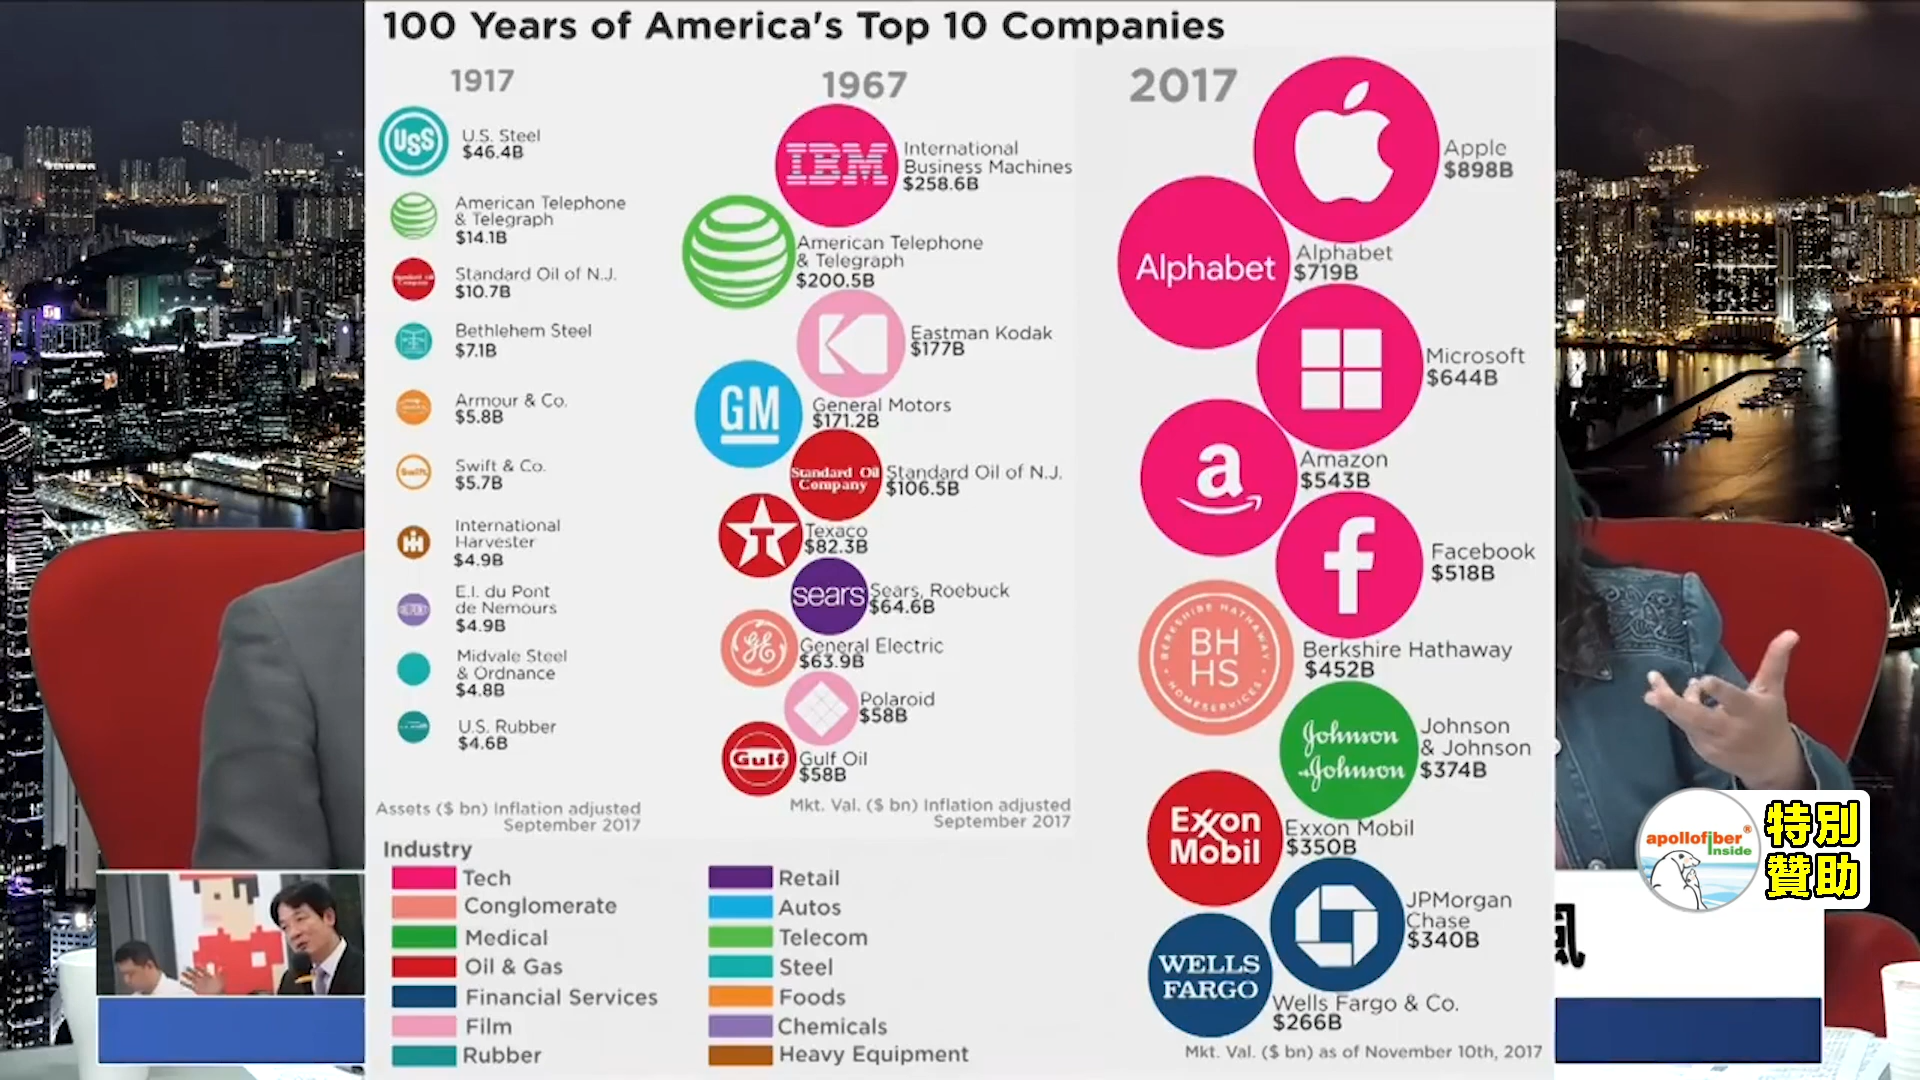 100 Years of America's Top 10 Companies
1917
USS
U.S. Steel
$46.4B
American Telephone
& Telegraph
$14.1B
Standard Oil
Company
Standard Oil of N.J.
$10.7B
Bethlehem Steel
$7.1B
Armour & Co.
$5.8B
Swift
Swift & Co.
$5.7B
International
Harvester
$4.9B
E.I. du Pont
de Nemours
$4.9B
Midvale Steel
& Ordnance
$4.8B
U.S. Rubber
$4.6B
Assets ($ bn) Inflation adjusted
September 2017
1967
IBM
International
Business Machines
$258.6B
American Telephone
& Telegraph
$200.5B
Eastman Kodak
$177B
GM
General Motors
$171.2B
Standard Oil
Company
Standard Oil of N.J.
$106.5B
T
Texaco
$82.3B
sears
Sears, Roebuck
$64.6B
GE
General Electric
$63.9B
Polaroid
$58B
Gulf
Gulf Oil
$58B
Mkt. Val. ($ bn) Inflation adjusted
September 2017
2017
Apple
$898B
Alphabet
Alphabet
$719B
Microsoft
$644B
a
Amazon
$543B
f
Facebook
$518B
BERKSHIRE HATHAWAY
BH
HS
HOMESERVICES
Berkshire Hathaway
$452B
Johnson
&Johnson
Johnson
& Johnson
$374B
Exxon
Mobil
Exxon Mobil
$350B
JPMorgan
Chase
$340B
WELLS
FARGO
Wells Fargo & Co.
$266B
Mkt. Val. ($ bn) as of November 10th, 2017
Industry
Tech
Conglomerate
Medical
Oil & Gas
Financial Services
Film
Rubber
Retail
Autos
Telecom
Steel
Foods
Chemicals
Heavy Equipment
apollofiber®
Inside
特別
贊助